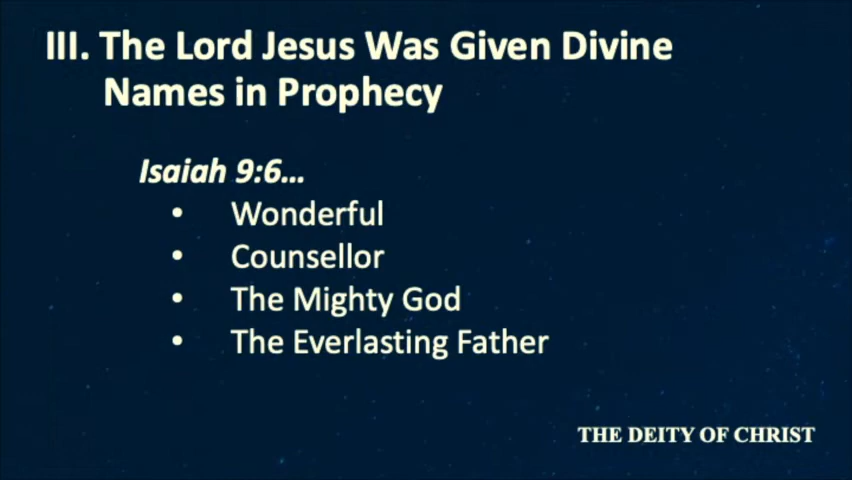 III. The Lord Jesus Was Given Divine
Names in Prophecy
Isaiah 9:6...
• Wonderful
• Counsellor
• The Mighty God
• The Everlasting Father
THE DEITY OF CHRIST